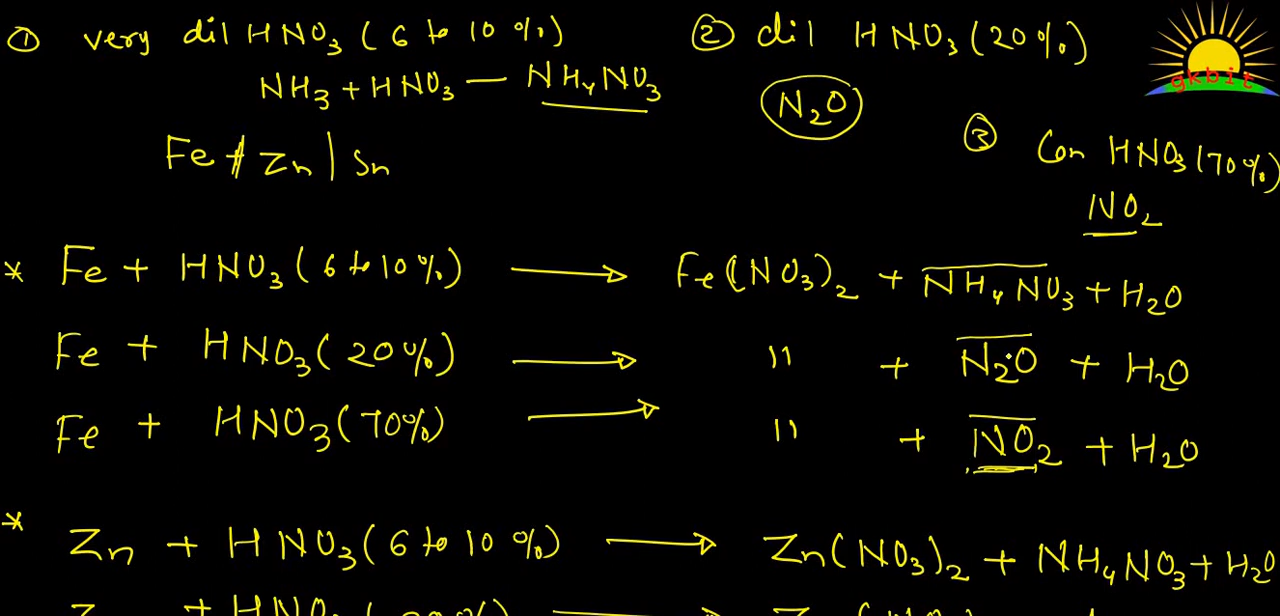 ① very dil HNO3 (6 to 10 %)
NH3 + HNO3 — NH4NO3
Fe / Zn | Sn
② dil HNO3 (20%)
N2O
③ Con HNO3 (70%)
NO2
gkbit
* Fe + HNO3 (6 to 10%) → Fe(NO3)2 + NH4NO3 + H2O
Fe + HNO3 (20%) → " + N2O + H2O
Fe + HNO3 (70%) → " + NO2 + H2O
* Zn + HNO3 (6 to 10 %) → Zn(NO3)2 + NH4NO3 + H2O